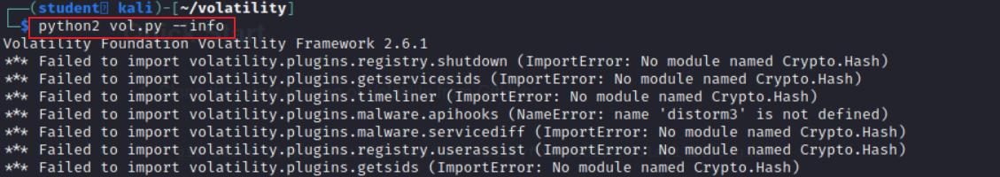 (student㉿ kali)-[~/volatility]
$ python2 vol.py --info
Volatility Foundation Volatility Framework 2.6.1
*** Failed to import volatility.plugins.registry.shutdown (ImportError: No module named Crypto.Hash)
*** Failed to import volatility.plugins.getservicesids (ImportError: No module named Crypto.Hash)
*** Failed to import volatility.plugins.timeliner (ImportError: No module named Crypto.Hash)
*** Failed to import volatility.plugins.malware.apihooks (NameError: name 'distorm3' is not defined)
*** Failed to import volatility.plugins.malware.servicediff (ImportError: No module named Crypto.Hash)
*** Failed to import volatility.plugins.registry.userassist (ImportError: No module named Crypto.Hash)
*** Failed to import volatility.plugins.getsids (ImportError: No module named Crypto.Hash)